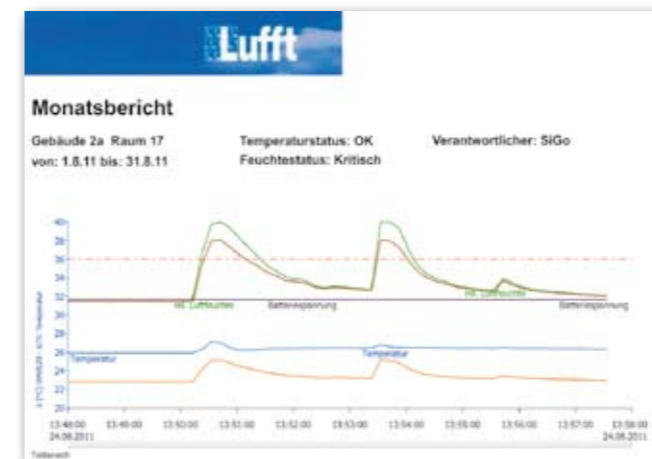 Lufft
Monatsbericht
Gebäude 2a Raum 17 Temperaturstatus: OK Verantwortlicher: SiGo
von: 1.8.11 bis: 31.8.11 Feuchtestatus: Kritisch
40
38
36
34
32
30
28
26
24
22
20
Luftfeuchte Batteriespannung
Luftfeuchte Batteriespannung
Temperatur Temperatur
13:48:00 13:49:00 13:50:00 13:51:00 13:52:00 13:53:00 13:54:00 13:55:00 13:56:00 13:57:00 13:58:00
24.08.2011 24.08.2011